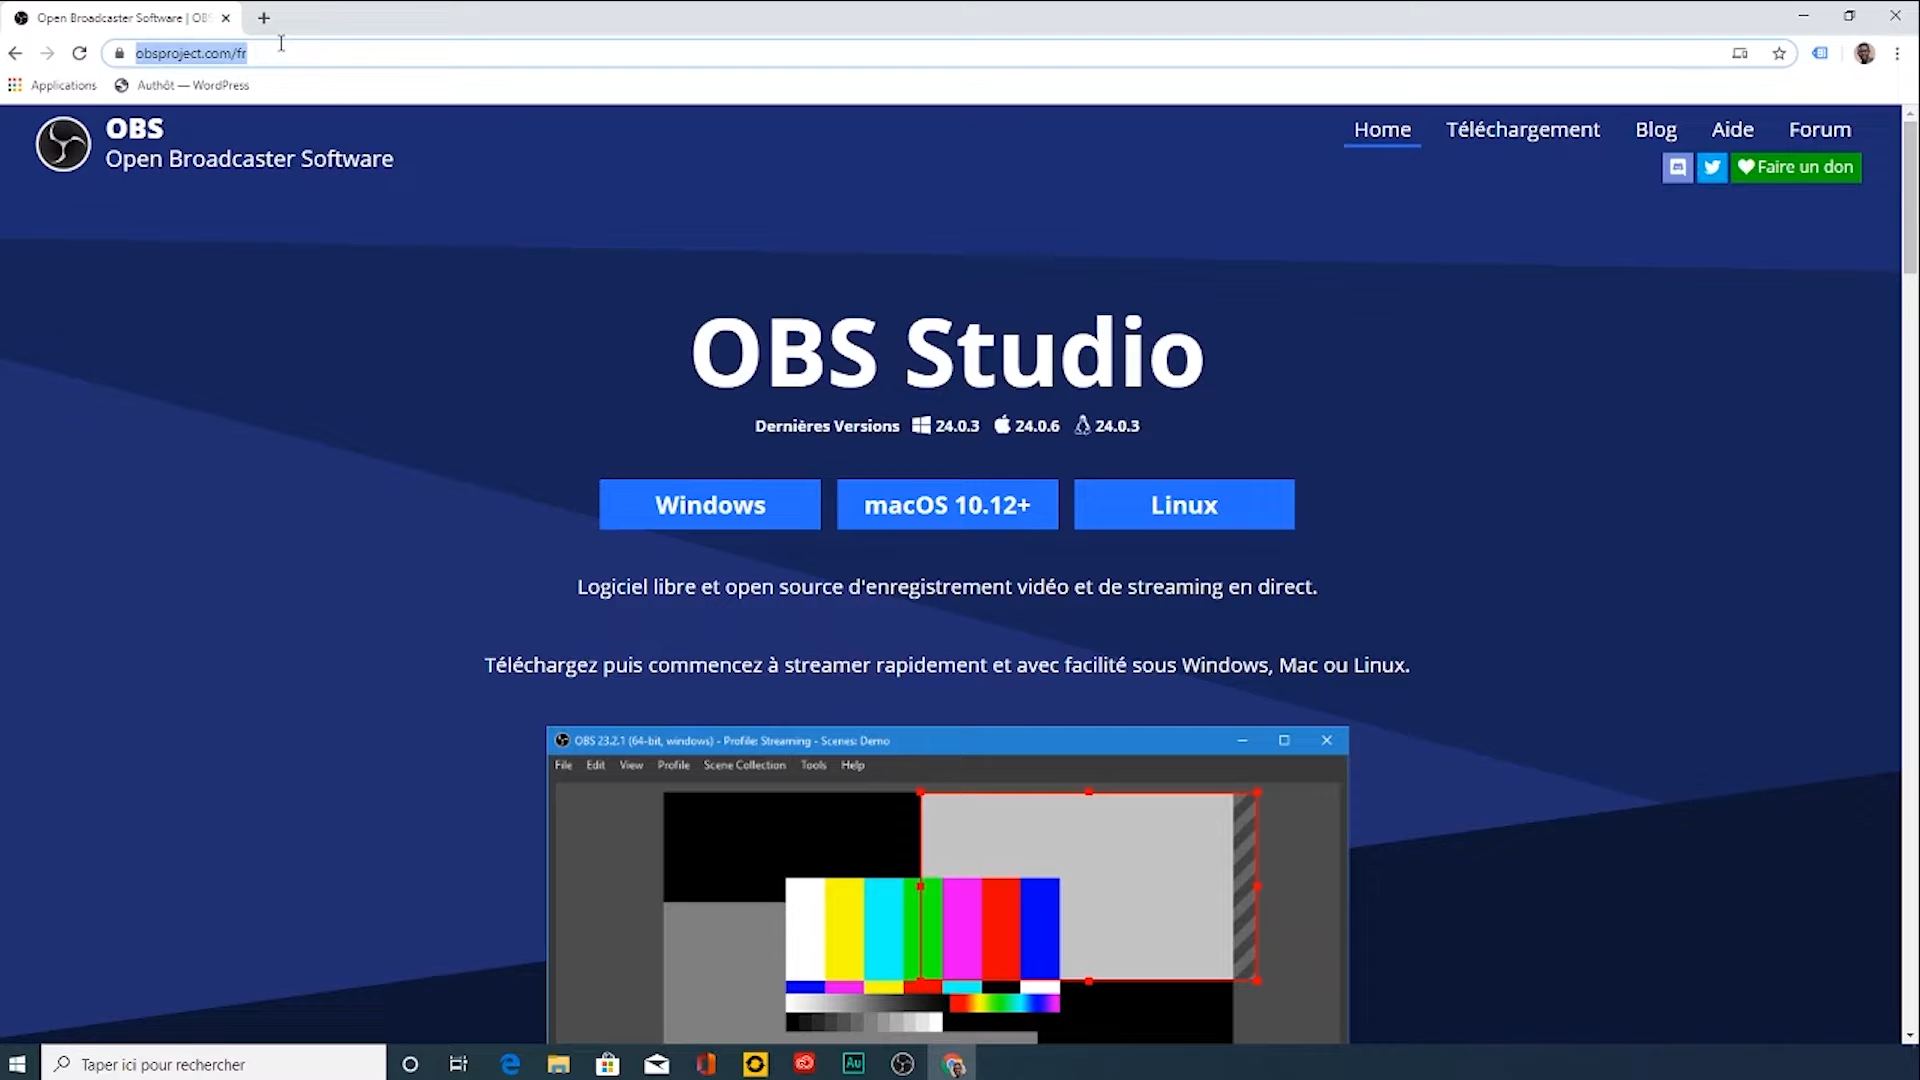 Open Broadcaster Software | OBS
obsproject.com/fr
Applications
Authôt — WordPress
OBS
Open Broadcaster Software
Home
Téléchargement
Blog
Aide
Forum
Faire un don
OBS Studio
Dernières Versions 24.0.3 24.0.6 24.0.3
Windows
macOS 10.12+
Linux
Logiciel libre et open source d'enregistrement vidéo et de streaming en direct.
Téléchargez puis commencez à streamer rapidement et avec facilité sous Windows, Mac ou Linux.
OBS 23.2.1 (64-bit, windows) - Profile: Streaming - Scenes: Demo
File Edit View Profile Scene Collection Tools Help
Taper ici pour rechercher
Au